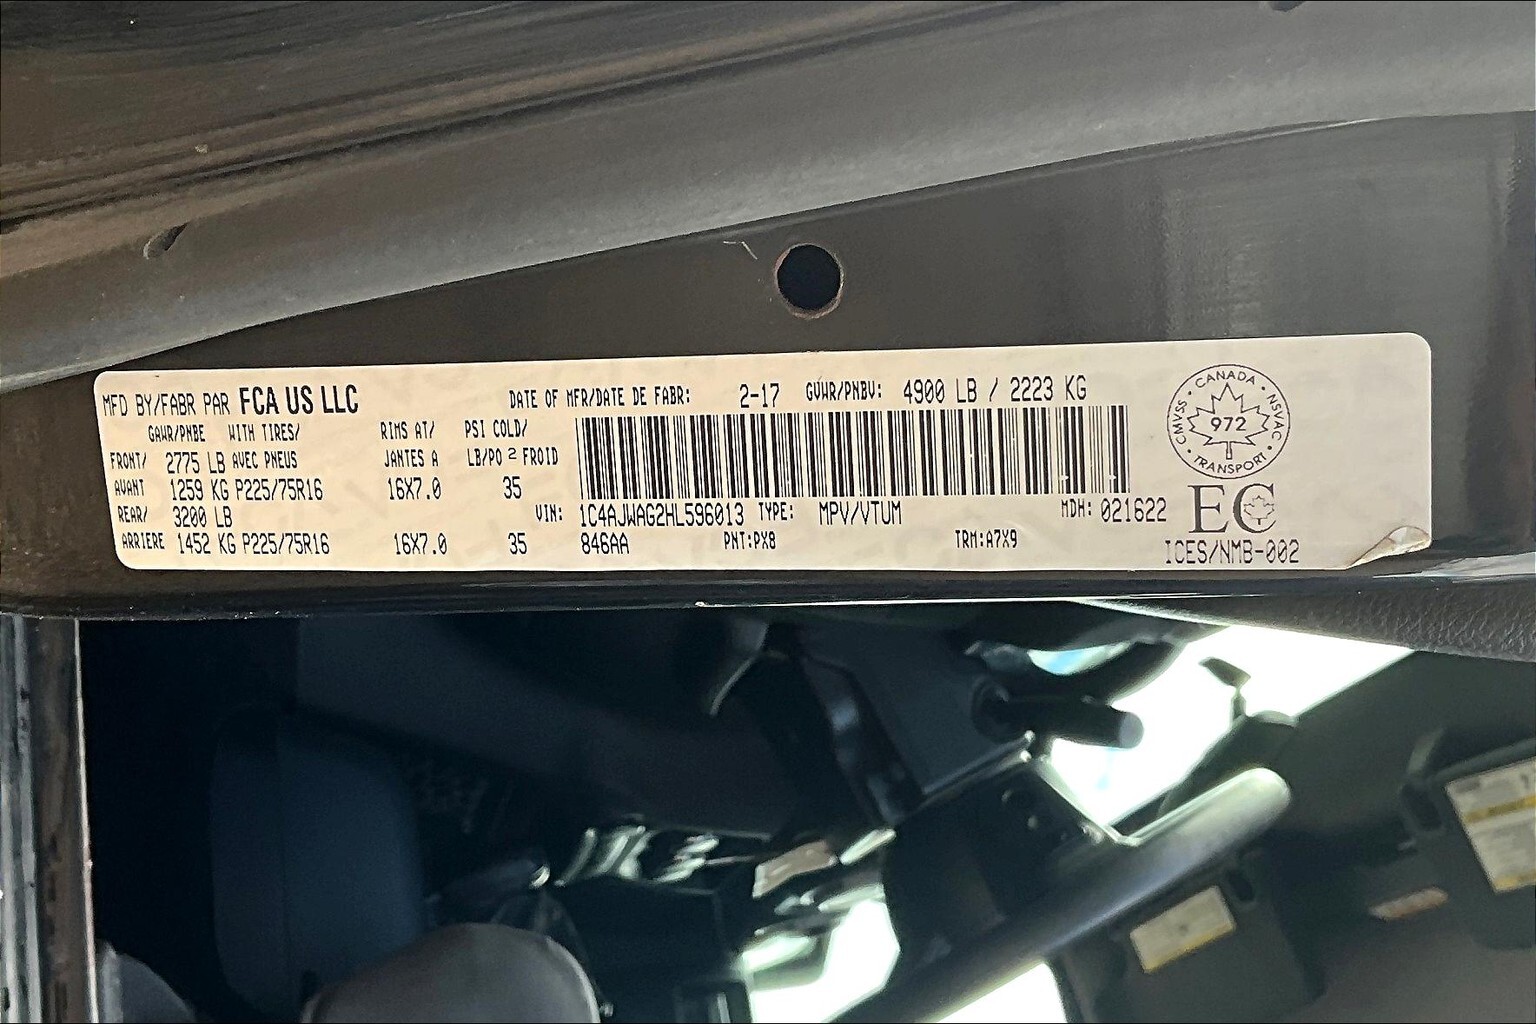 MFD BY/FABR PAR FCA US LLC DATE OF MFR/DATE DE FABR: 2-17 GVWR/PNBV: 4900 LB / 2223 KG
GAWR/PNBE WITH TIRES/ RIMS AT/ PSI COLD/
FRONT/ 2775 LB AVEC PNEUS JANTES A LB/PO 2 FROID
AVANT 1259 KG P225/75R16 16X7.0 35
REAR/ 3200 LB VIN: 1C4AJWAG2HL596013 TYPE: MPV/VTUM MDH: 021622
ARRIERE 1452 KG P225/75R16 16X7.0 35 846AA PNT:PX8 TRM:A7X9
CANADA
CMVSS 972 NSVAC
TRANSPORT
EC
ICES/NMB-002